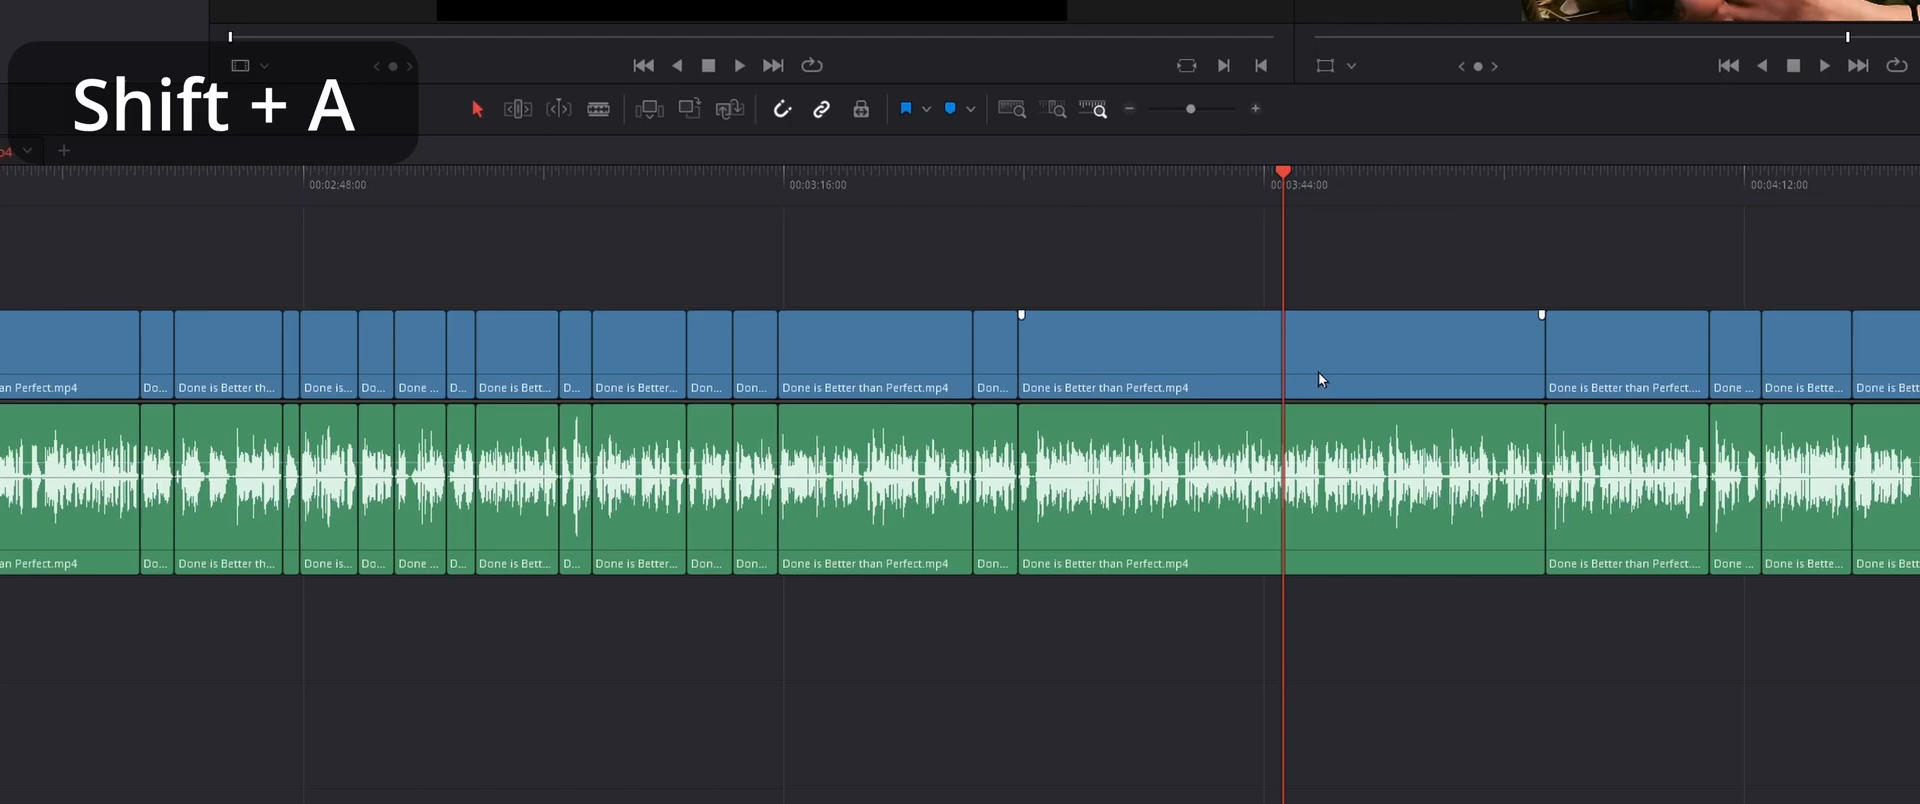 Shift + A
p4
00:02:48:00
00:03:16:00
00:03:44:00
00:04:12:00
an Perfect.mp4
Do...
Done is Better th...
Done is...
Do...
Done ...
D...
Done is Bett...
D...
Done is Better...
Don...
Don...
Done is Better than Perfect.mp4
Don...
Done is Better than Perfect.mp4
Done is Better than Perfect....
Done ...
Done is Bette...
Done is Bett
an Perfect.mp4
Do...
Done is Better th...
Done is...
Do...
Done ...
D...
Done is Bett...
D...
Done is Better...
Don...
Don...
Done is Better than Perfect.mp4
Don...
Done is Better than Perfect.mp4
Done is Better than Perfect....
Done ...
Done is Bette...
Done is Bett